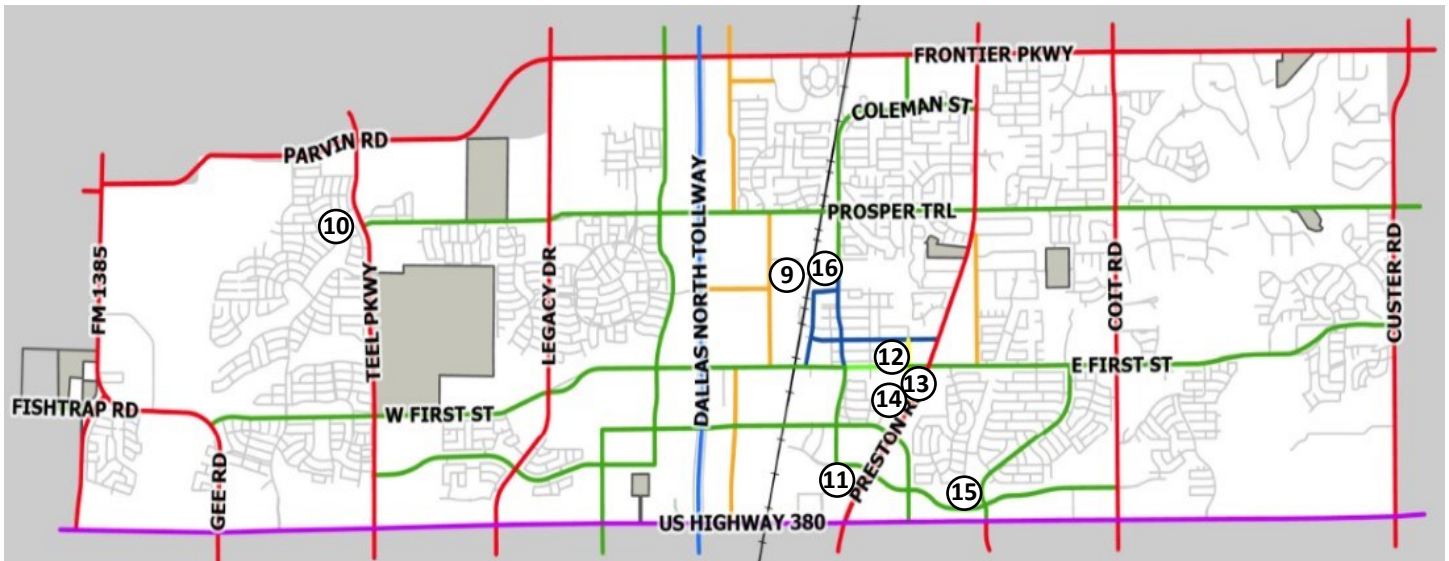 FRONTIER PKWY
COLEMAN ST
PARVIN RD
DALLAS NORTH TOLLWAY
PROSPER TRL
10
FM 1385
TEEL PKWY
LEGACY DR
9
16
COIT RD
CUSTER RD
12
E FIRST ST
13
14
FISHTRAP RD
W FIRST ST
PRESTON R
GEE RD
11
15
US HIGHWAY 380